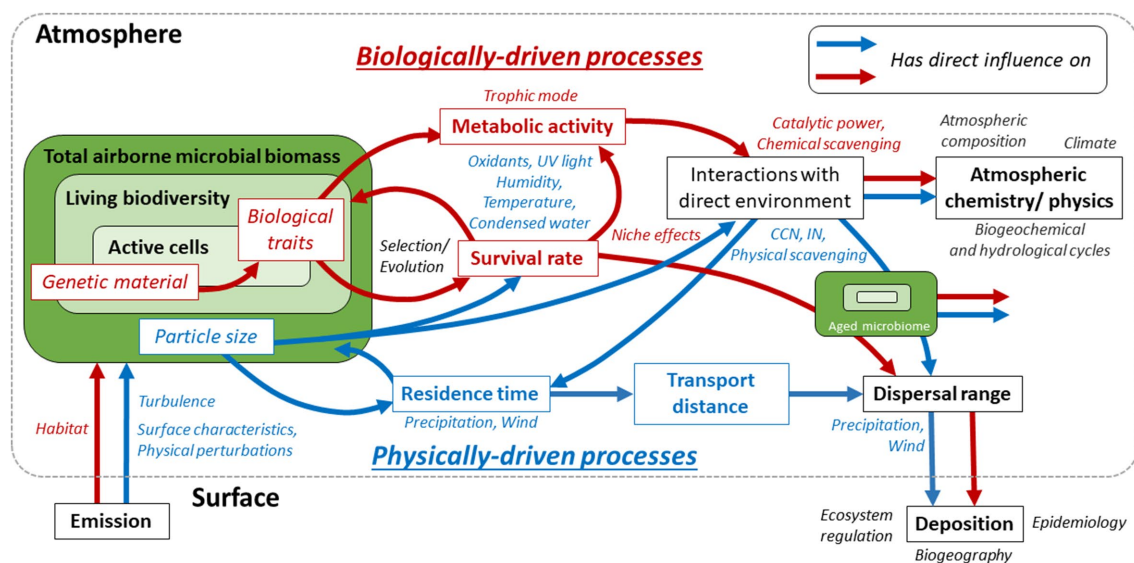 Atmosphere
Biologically-driven processes
Has direct influence on
Trophic mode
Metabolic activity
Catalytic power,
Chemical scavenging
Atmospheric
composition
Climate
Total airborne microbial biomass
Living biodiversity
Active cells
Biological
traits
Genetic material
Oxidants, UV light
Humidity,
Temperature,
Condensed water
Interactions with
direct environment
Atmospheric
chemistry/ physics
Biogeochemical
and hydrological cycles
Selection/
Evolution
Survival rate
Niche effects
CCN, IN,
Physical scavenging
Aged microbiome
Particle size
Residence time
Precipitation, Wind
Transport
distance
Dispersal range
Precipitation,
Wind
Habitat
Turbulence
Surface characteristics,
Physical perturbations
Physically-driven processes
Surface
Emission
Ecosystem
regulation
Deposition
Epidemiology
Biogeography